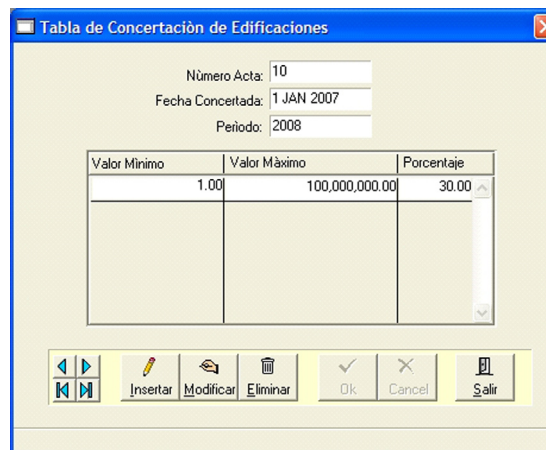 Tabla de Concertaciòn de Edificaciones
Nùmero Acta: 10
Fecha Concertada: 1 JAN 2007
Perìodo: 2008
Valor Mìnimo Valor Màximo Porcentaje
1.00 100,000,000.00 30.00
Insertar Modificar Eliminar Ok Cancel Salir